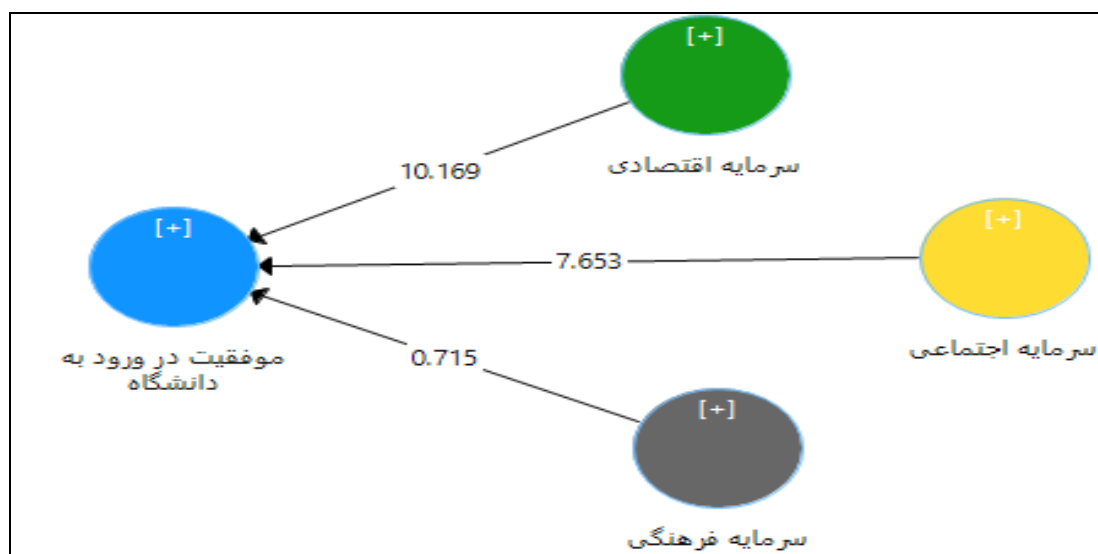 [+]
سرمایه اقتصادی
10.169
[+]
سرمایه اجتماعی
7.653
[+]
موفقیت در ورود به
دانشگاه
0.715
[+]
سرمایه فرهنگی